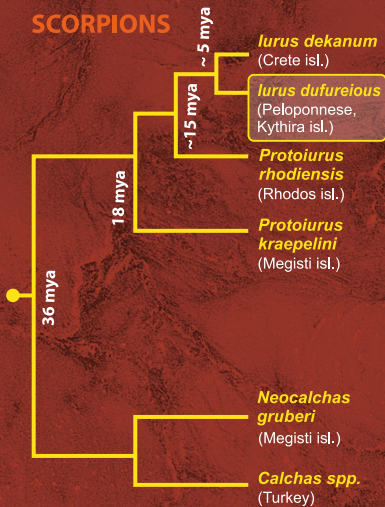 SCORPIONS
~ 5 mya
Iurus dekanum
(Crete isl.)
Iurus dufureious
(Peloponnese,
Kythira isl.)
~15 mya
Protoiurus
rhodiensis
(Rhodos isl.)
18 mya
Protoiurus
kraepelini
(Megisti isl.)
36 mya
Neocalchas
gruberi
(Megisti isl.)
Calchas spp.
(Turkey)